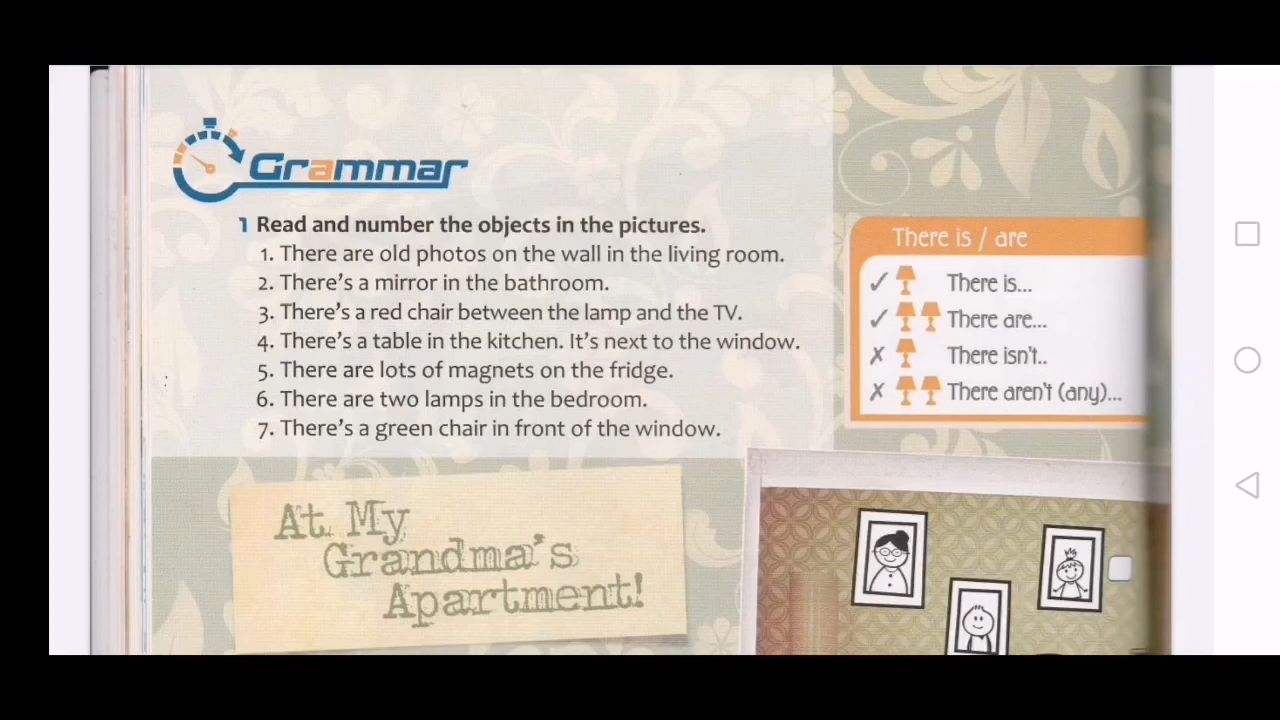 Grammar
1 Read and number the objects in the pictures.
1. There are old photos on the wall in the living room.
2. There's a mirror in the bathroom.
3. There's a red chair between the lamp and the TV.
4. There's a table in the kitchen. It's next to the window.
5. There are lots of magnets on the fridge.
6. There are two lamps in the bedroom.
7. There's a green chair in front of the window.
There is / are
✓ There is...
✓ There are...
✗ There isn't..
✗ There aren't (any)...
At My
Grandma's
Apartment!